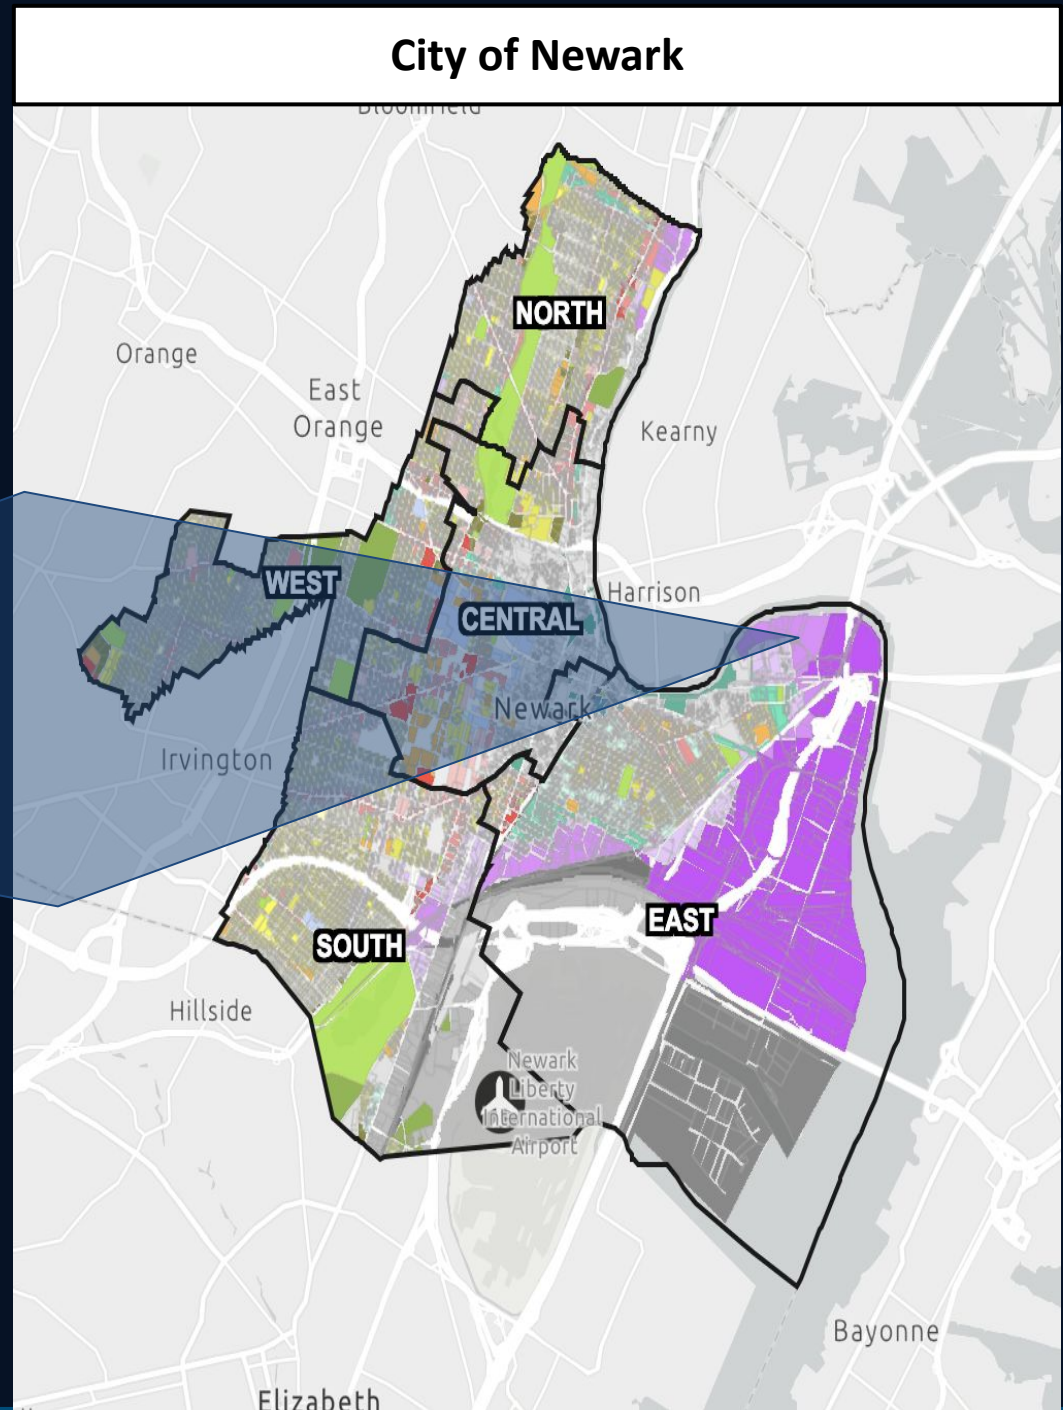 City of Newark
Bloomfield
NORTH
Orange
East
Orange
Kearny
WEST
Harrison
CENTRAL
Newark
Irvington
EAST
SOUTH
Hillside
Newark
Liberty
International
Airport
Bayonne
Elizabeth